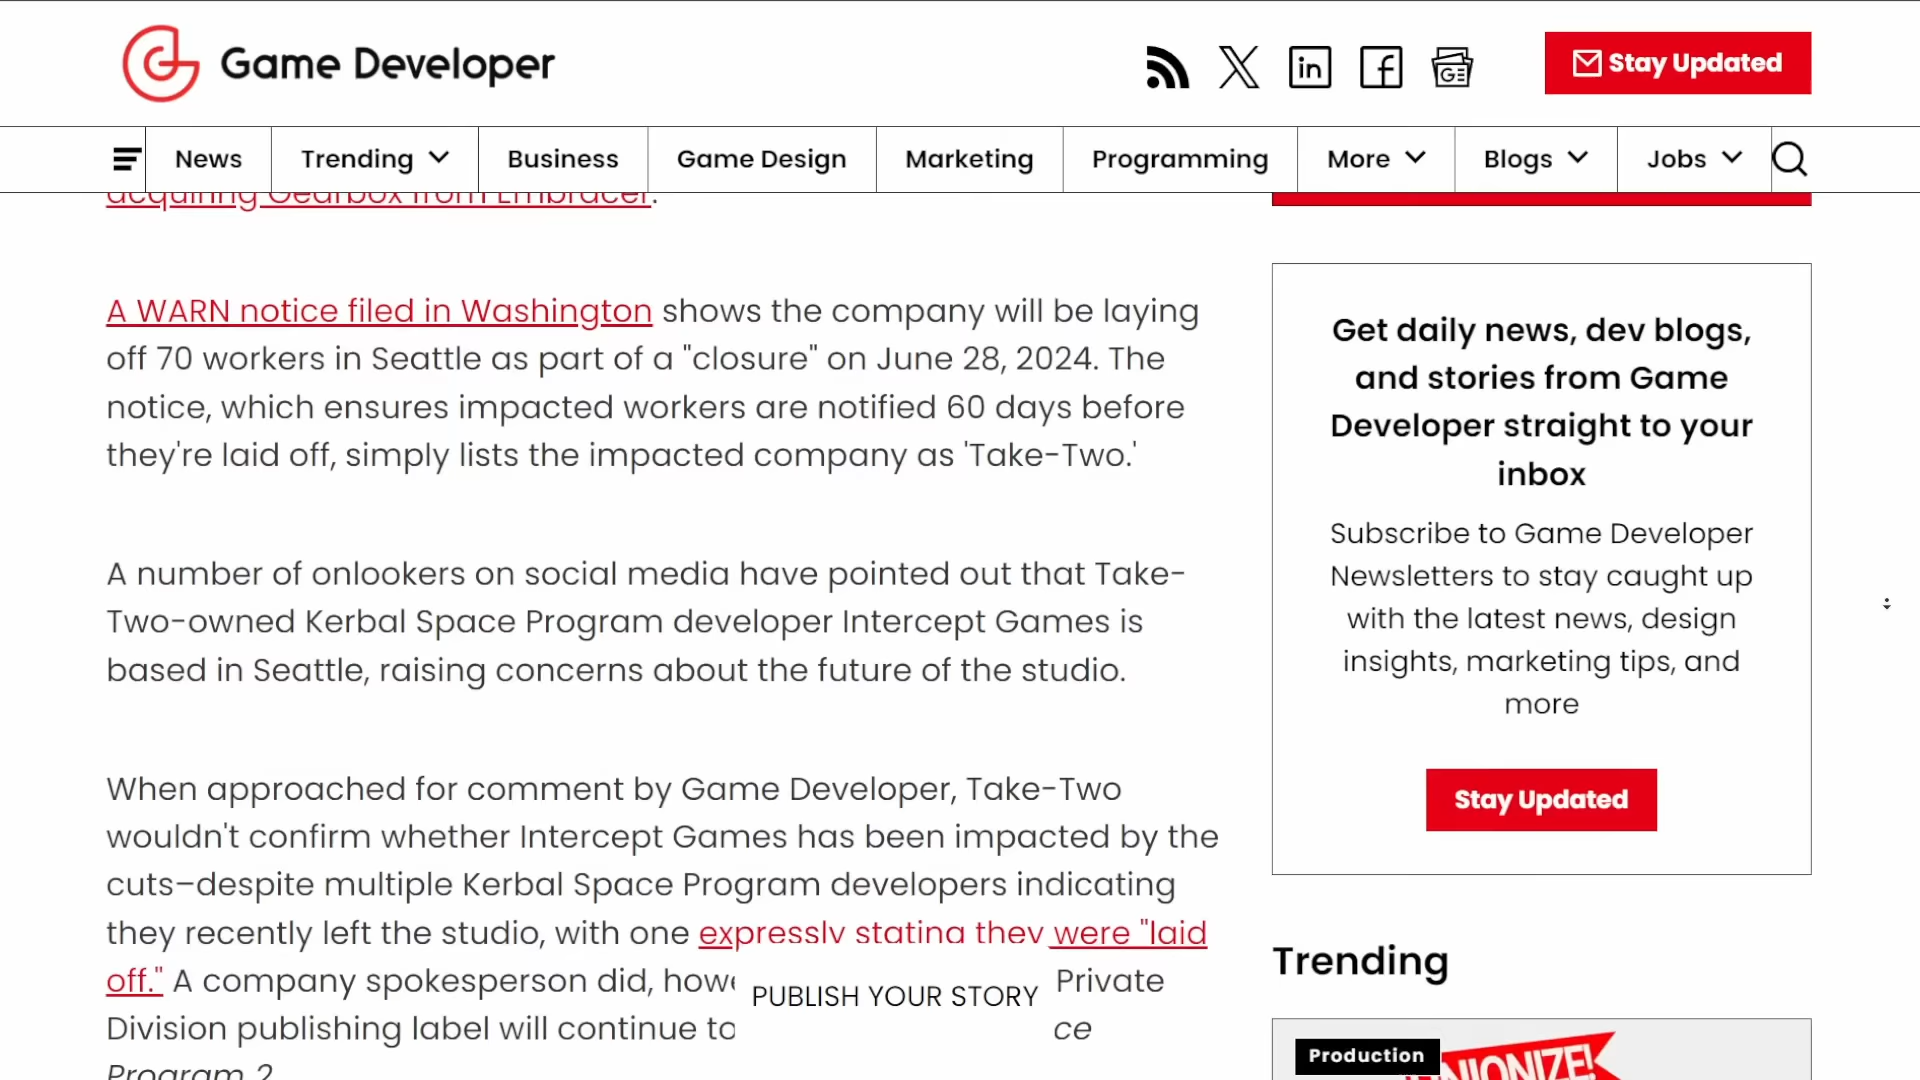 Game Developer
Stay Updated
News
Trending
Business
Game Design
Marketing
Programming
More
Blogs
Jobs
acquiring Gearbox from Embracer.
A WARN notice filed in Washington shows the company will be laying
off 70 workers in Seattle as part of a "closure" on June 28, 2024. The
notice, which ensures impacted workers are notified 60 days before
they're laid off, simply lists the impacted company as 'Take-Two.'
A number of onlookers on social media have pointed out that Take-
Two-owned Kerbal Space Program developer Intercept Games is
based in Seattle, raising concerns about the future of the studio.
When approached for comment by Game Developer, Take-Two
wouldn't confirm whether Intercept Games has been impacted by the
cuts–despite multiple Kerbal Space Program developers indicating
they recently left the studio, with one expressly stating they were "laid
off." A company spokesperson did, Private
Division publishing label will continue
Program 2
PUBLISH YOUR STORY
Get daily news, dev blogs,
and stories from Game
Developer straight to your
inbox
Subscribe to Game Developer
Newsletters to stay caught up
with the latest news, design
insights, marketing tips, and
more
Stay Updated
Trending
Production